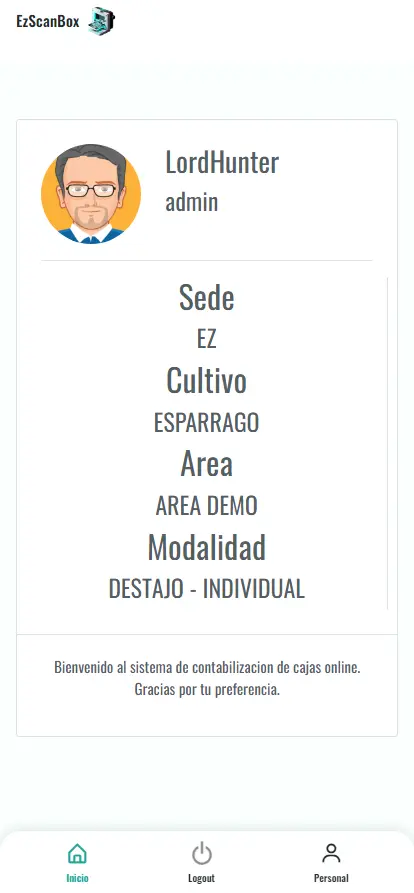 EzScanBox
LordHunter
admin
Sede
EZ
Cultivo
ESPARRAGO
Area
AREA DEMO
Modalidad
DESTAJO - INDIVIDUAL
Bienvenido al sistema de contabilizacion de cajas online.
Gracias por tu preferencia.
Inicio
Logout
Personal